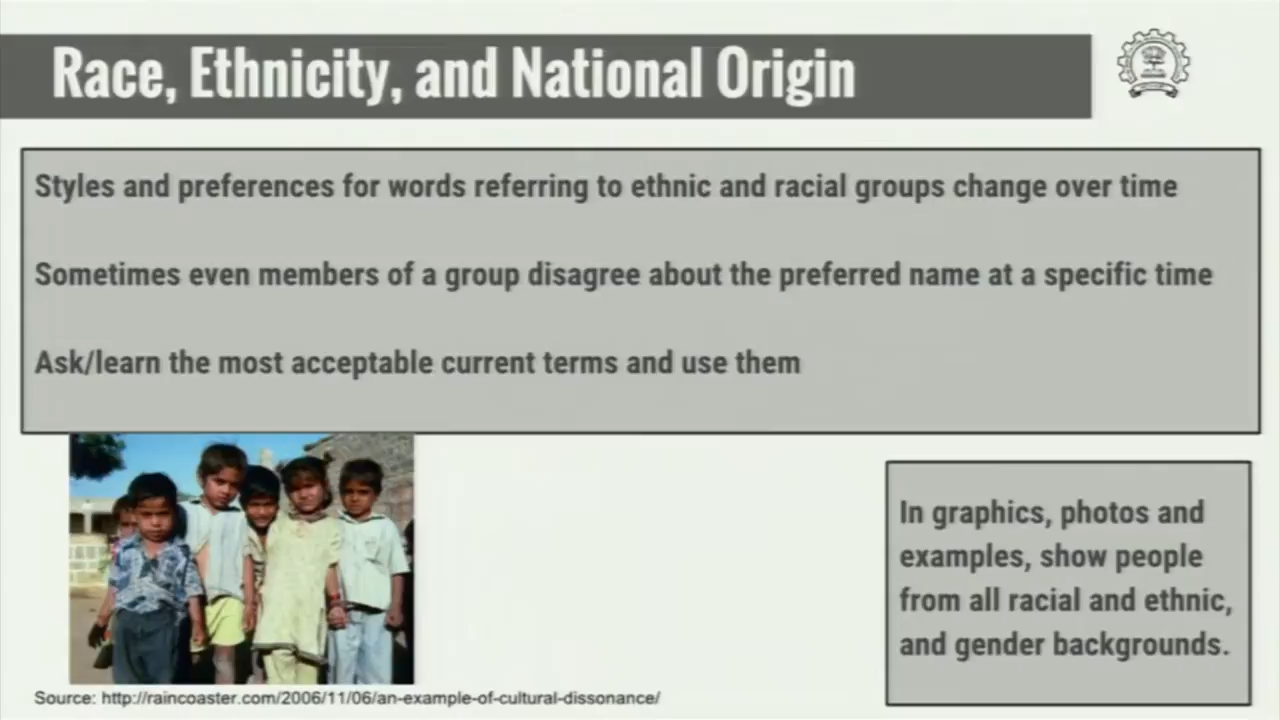 Race, Ethnicity, and National Origin
Styles and preferences for words referring to ethnic and racial groups change over time
Sometimes even members of a group disagree about the preferred name at a specific time
Ask/learn the most acceptable current terms and use them
In graphics, photos and
examples, show people
from all racial and ethnic,
and gender backgrounds.
Source: http://raincoaster.com/2006/11/06/an-example-of-cultural-dissonance/